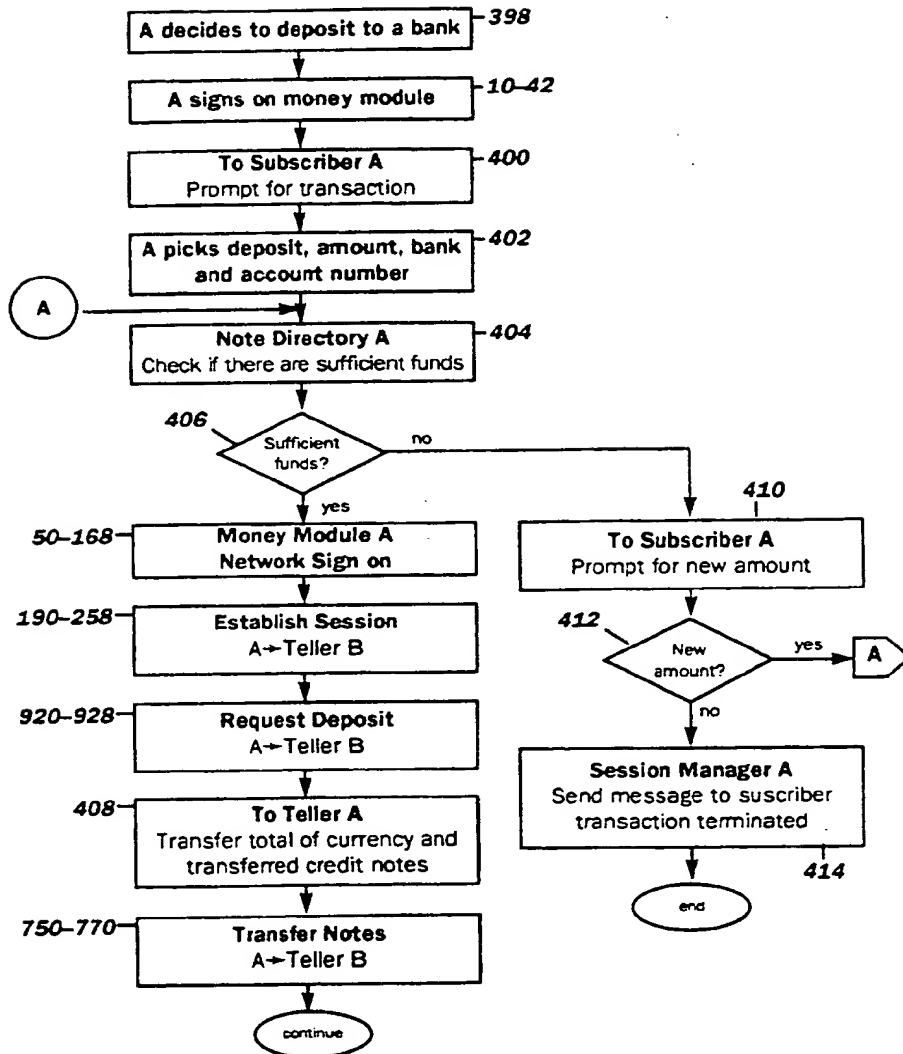 A decides to deposit to a bank
398
A signs on money module
10–42
To Subscriber A
Prompt for transaction
400
A picks deposit, amount, bank
and account number
402
A
Note Directory A
Check if there are sufficient funds
404
406
Sufficient
funds?
no
yes
50–168
Money Module A
Network Sign on
190–258
Establish Session
A→Teller B
920–928
Request Deposit
A→Teller B
408
To Teller A
Transfer total of currency and
transferred credit notes
750–770
Transfer Notes
A→Teller B
continue
410
To Subscriber A
Prompt for new amount
412
New
amount?
yes
A
no
Session Manager A
Send message to suscriber
transaction terminated
414
end